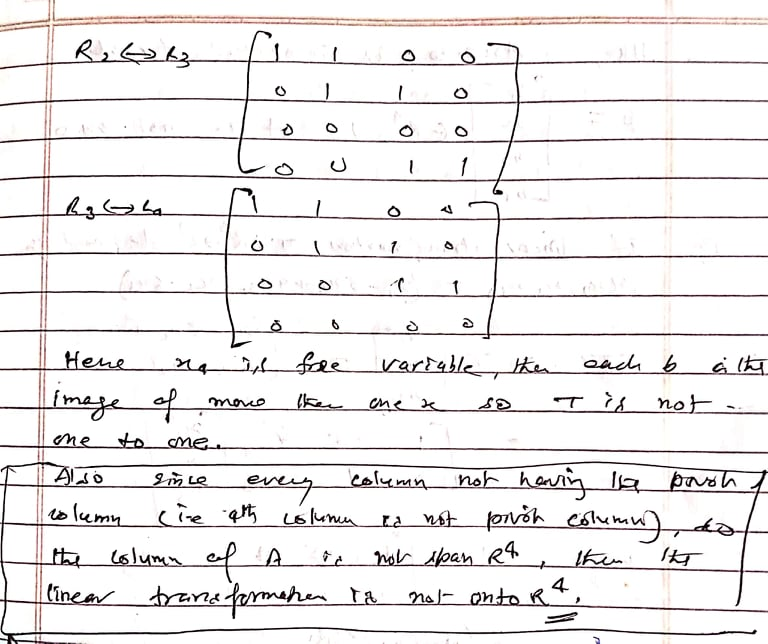 R2 ↔ R3
1 1 0 0
0 1 1 0
0 0 0 0
0 0 1 1
R3 ↔ R4
1 1 0 0
0 1 1 0
0 0 1 1
0 0 0 0
Hene x4 is free variable, then each b is the
image of more then one x so T is not -
one to one.
Also since every column not having the pivot
column (i.e 4th column is not pivot column), so
the column of A is not span R4, then the
linear transformation is not onto R4.